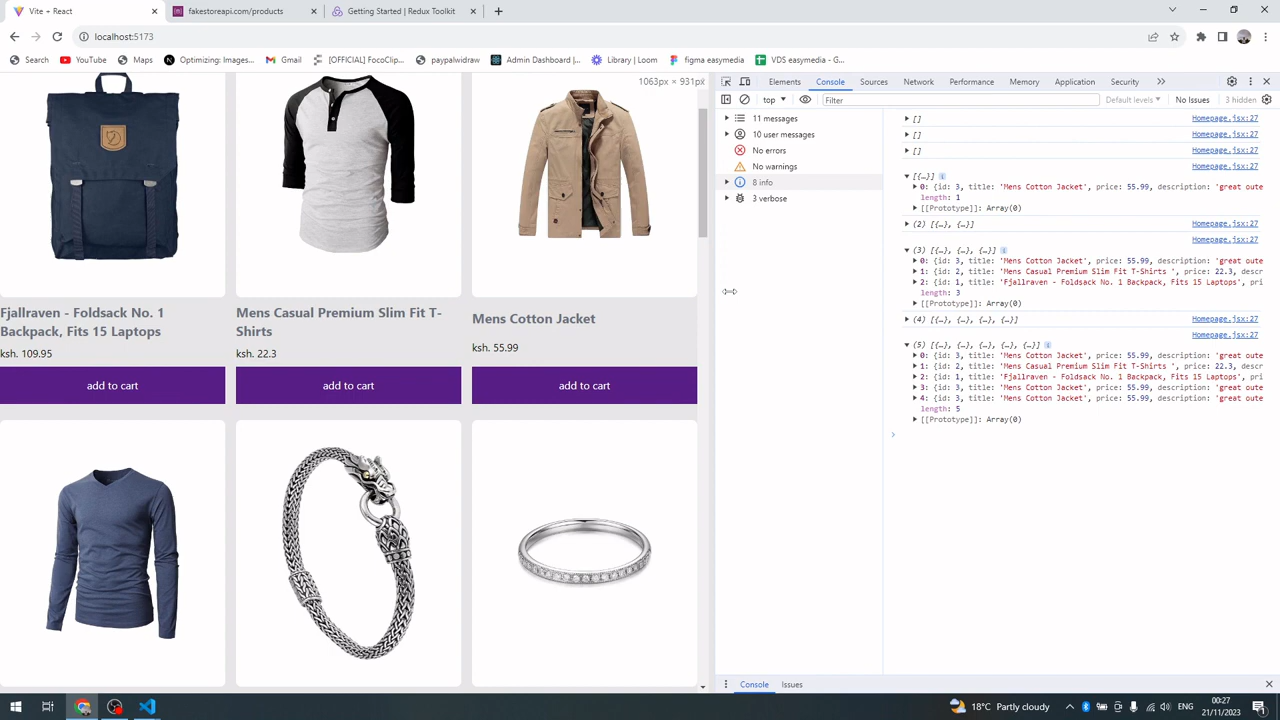 Vite + React
fakestoreapi.com/products
Getting Started | Redux Toolkit
localhost:5173
Search
YouTube
Maps
Optimizing: Images...
Gmail
[OFFICIAL] FocoClip...
paypalwidraw
Admin Dashboard |...
Library | Loom
figma easymedia
VDS easymedia - G...
1063px × 931px
Fjallraven - Foldsack No. 1
Backpack, Fits 15 Laptops
ksh. 109.95
add to cart
Mens Casual Premium Slim Fit T-
Shirts
ksh. 22.3
add to cart
Mens Cotton Jacket
ksh. 55.99
add to cart
Elements
Console
Sources
Network
Performance
Memory
Application
Security
top
Filter
Default levels
No Issues
3 hidden
11 messages
10 user messages
No errors
No warnings
8 info
3 verbose
[] Homepage.jsx:27
[] Homepage.jsx:27
[] Homepage.jsx:27
Homepage.jsx:27
[{…}]
0: {id: 3, title: 'Mens Cotton Jacket', price: 55.99, description: 'great oute
length: 1
[[Prototype]]: Array(0)
(2) [{…}, {…}] Homepage.jsx:27
Homepage.jsx:27
(3) [{…}, {…}, {…}]
0: {id: 3, title: 'Mens Cotton Jacket', price: 55.99, description: 'great oute
1: {id: 2, title: 'Mens Casual Premium Slim Fit T-Shirts ', price: 22.3, descr
2: {id: 1, title: 'Fjallraven - Foldsack No. 1 Backpack, Fits 15 Laptops', pri
length: 3
[[Prototype]]: Array(0)
(4) [{…}, {…}, {…}, {…}] Homepage.jsx:27
Homepage.jsx:27
(5) [{…}, {…}, {…}, {…}, {…}]
0: {id: 3, title: 'Mens Cotton Jacket', price: 55.99, description: 'great oute
1: {id: 2, title: 'Mens Casual Premium Slim Fit T-Shirts ', price: 22.3, descr
2: {id: 1, title: 'Fjallraven - Foldsack No. 1 Backpack, Fits 15 Laptops', pri
3: {id: 3, title: 'Mens Cotton Jacket', price: 55.99, description: 'great oute
4: {id: 3, title: 'Mens Cotton Jacket', price: 55.99, description: 'great oute
length: 5
[[Prototype]]: Array(0)
Console
Issues
18°C Partly cloudy
ENG
00:27
21/11/2023